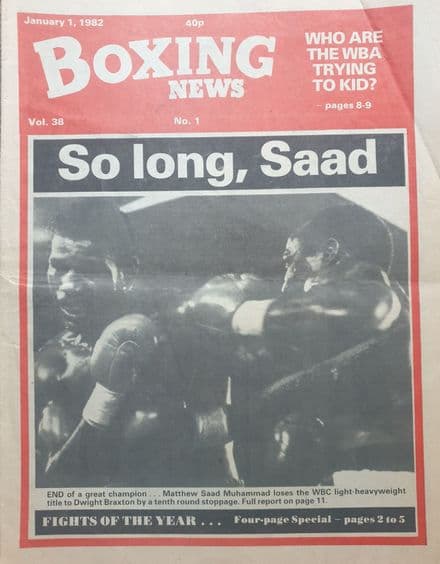 January 1, 1982
40p
BOXING
NEWS
WHO ARE
THE WBA
TRYING
TO KID?
– pages 8-9
Vol. 38
No. 1
So long, Saad
END of a great champion . . . Matthew Saad Muhammad loses the WBC light-heavyweight
title to Dwight Braxton by a tenth round stoppage. Full report on page 11.
FIGHTS OF THE YEAR . . . Four-page Special – pages 2 to 5